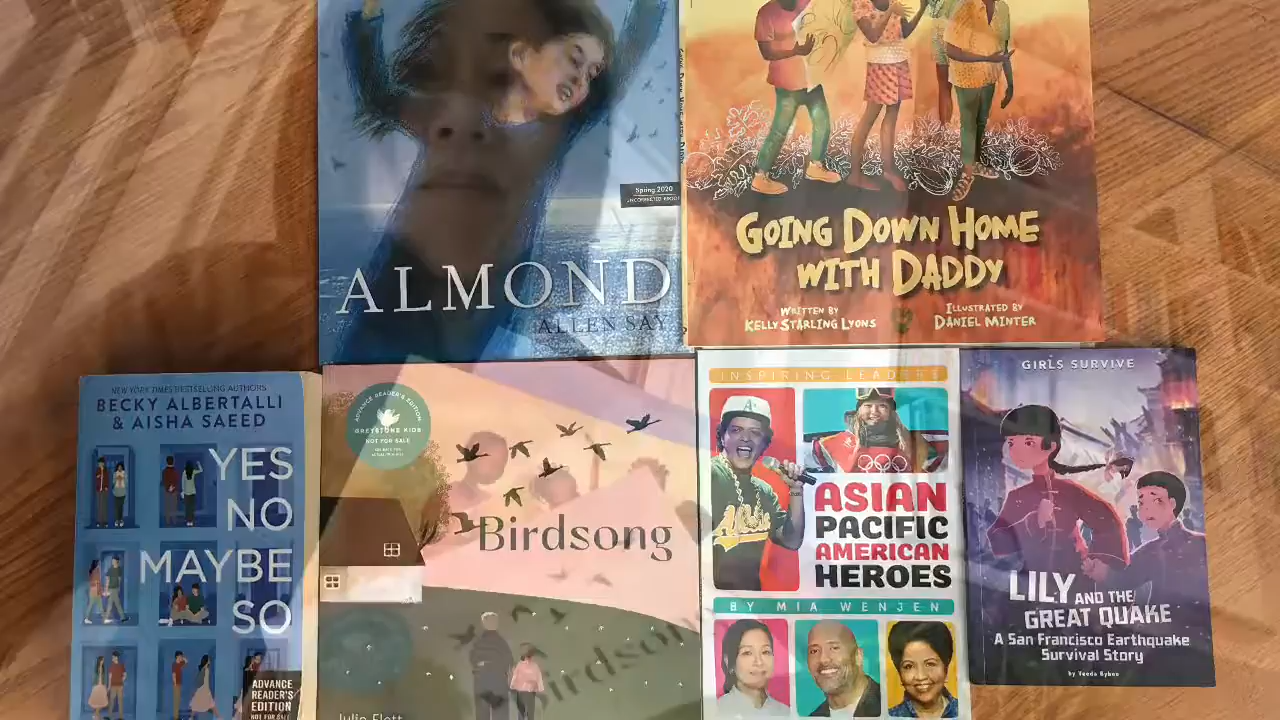 Spring 2020
UNCORRECTED PROOF
ALMOND
ALLEN SAY
GOING DOWN HOME
WITH DADDY
WRITTEN BY
KELLY STARLING LYONS
ILLUSTRATED BY
DANIEL MINTER
NEW YORK TIMES BESTSELLING AUTHORS
BECKY ALBERTALLI
& AISHA SAEED
YES
NO
MAYBE
SO
ADVANCE
READER'S
EDITION
NOT FOR SALE
ADVANCE READER'S EDITION
GREYSTONE KIDS
NOT FOR SALE
Birdsong
Birdsong
Julie Flett
INSPIRING LEADERS
ASIAN
PACIFIC
AMERICAN
HEROES
BY MIA WENJEN
GIRLS SURVIVE
LILY AND THE
GREAT QUAKE
A San Francisco Earthquake
Survival Story